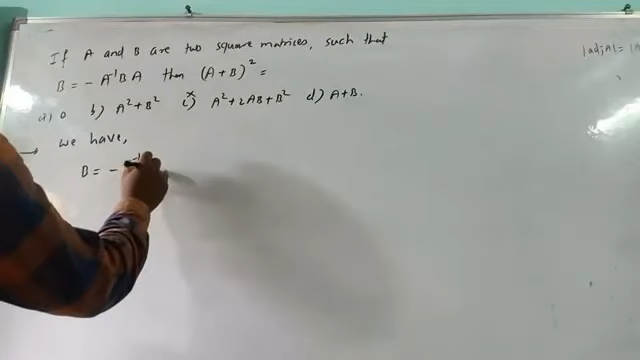 If A and B are two square matrices, such that
B = - A⁻¹BA then (A+B)² =
a) 0 b) A²+B² c) A²+2AB+B² d) A+B.
→ we have,
B = -
|adjA| =